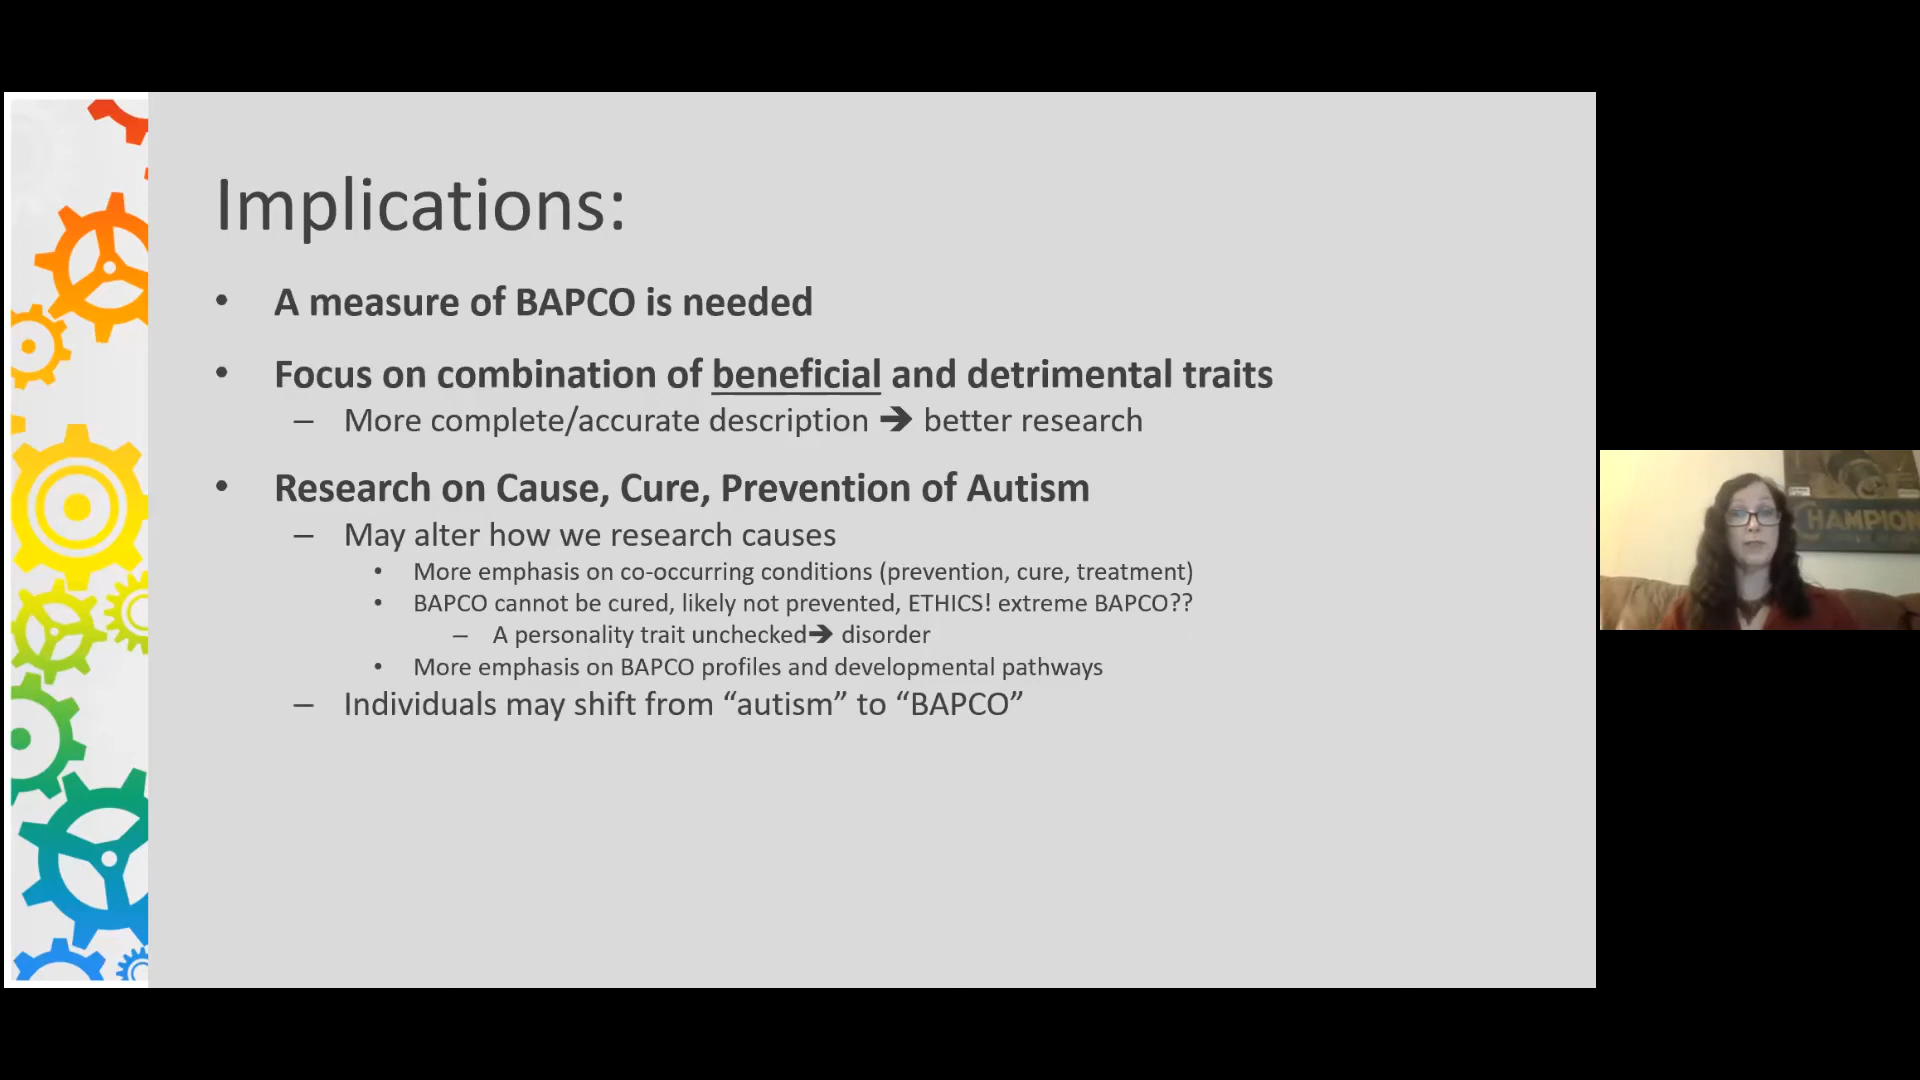 Implications:
• A measure of BAPCO is needed
• Focus on combination of beneficial and detrimental traits
– More complete/accurate description ➔ better research
• Research on Cause, Cure, Prevention of Autism
– May alter how we research causes
• More emphasis on co-occurring conditions (prevention, cure, treatment)
• BAPCO cannot be cured, likely not prevented, ETHICS! extreme BAPCO??
– A personality trait unchecked➔ disorder
• More emphasis on BAPCO profiles and developmental pathways
– Individuals may shift from “autism” to “BAPCO”
CHAMPION